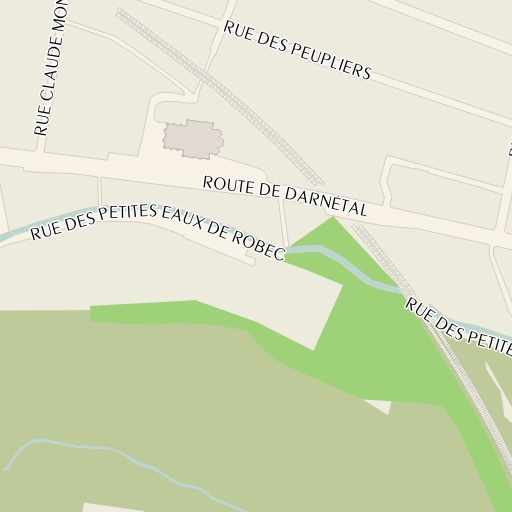 RUE CLAUDE MON
RUE DES PEUPLIERS
ROUTE DE DARNÉTAL
RUE DES PETITES EAUX DE ROBEC
RUE DES PETITE